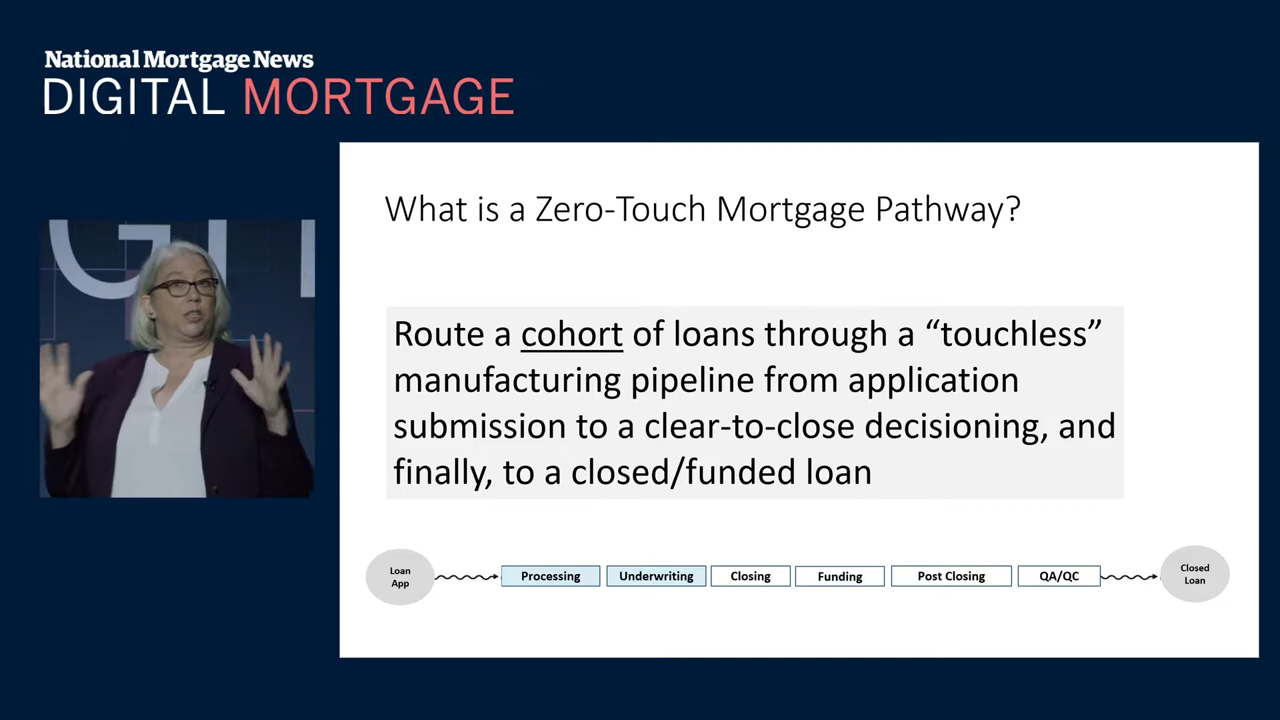 National Mortgage News
DIGITAL MORTGAGE
What is a Zero-Touch Mortgage Pathway?
Route a cohort of loans through a “touchless”
manufacturing pipeline from application
submission to a clear-to-close decisioning, and
finally, to a closed/funded loan
Loan
App
Processing
Underwriting
Closing
Funding
Post Closing
QA/QC
Closed
Loan